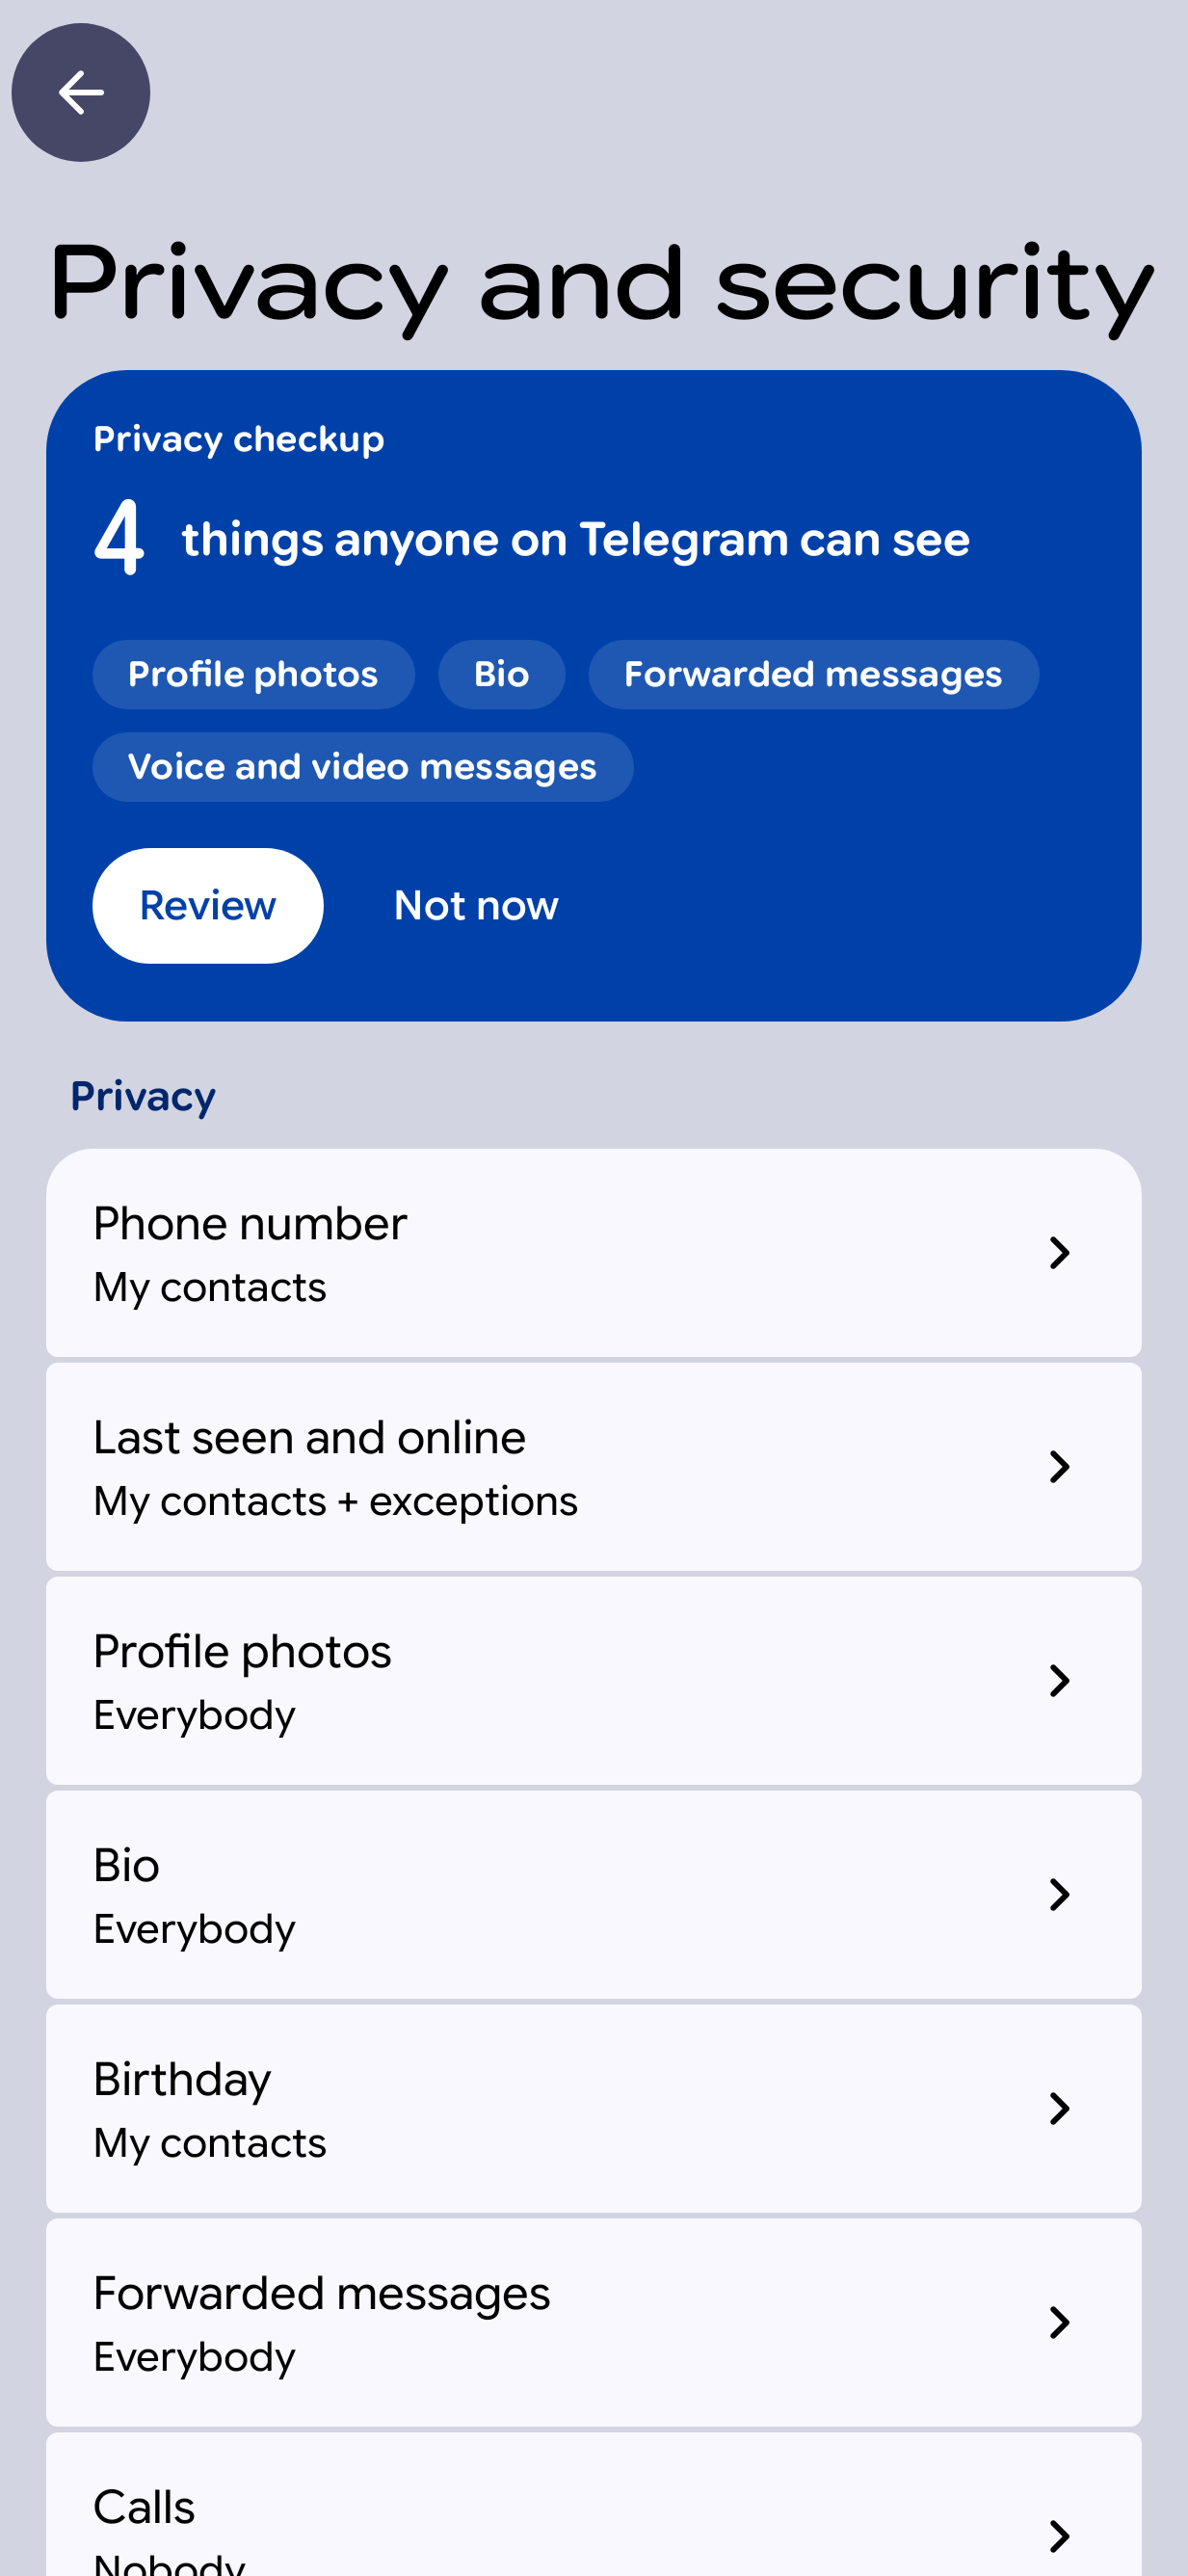 Privacy and security
Privacy checkup
4 things anyone on Telegram can see
Profile photos Bio Forwarded messages
Voice and video messages
Review Not now
Privacy
Phone number
My contacts
Last seen and online
My contacts + exceptions
Profile photos
Everybody
Bio
Everybody
Birthday
My contacts
Forwarded messages
Everybody
Calls
Nobody